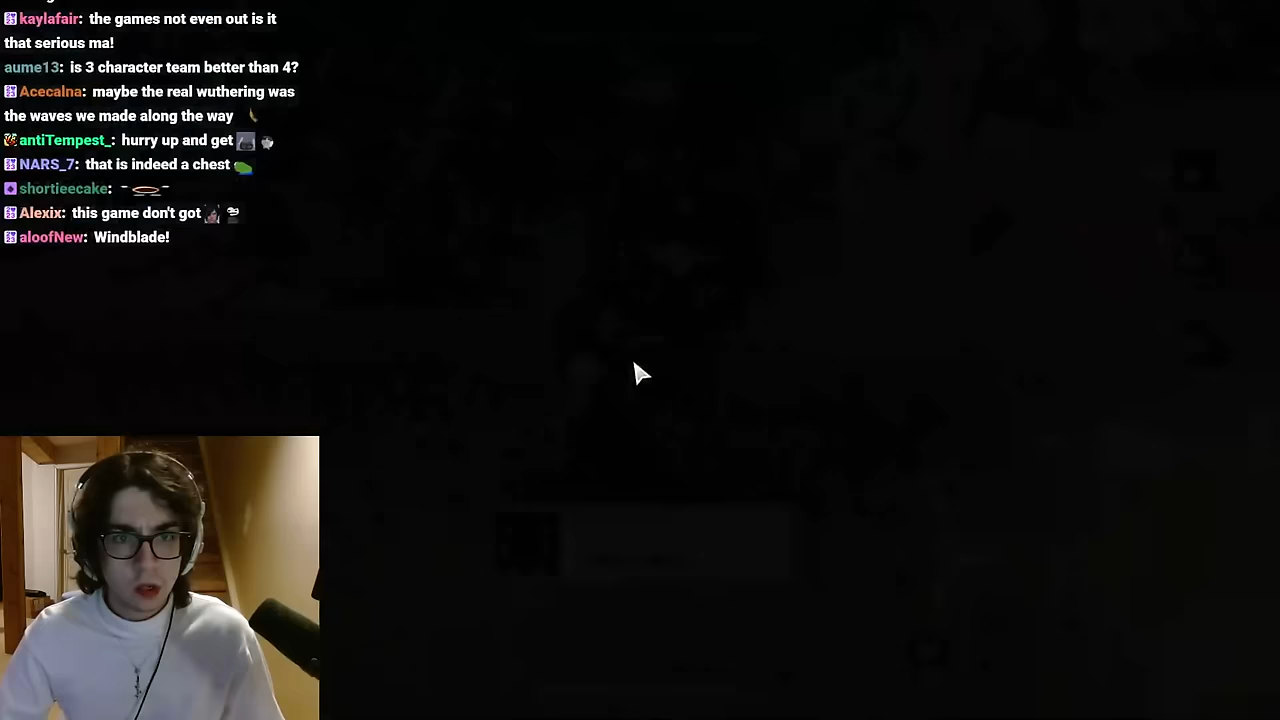 kaylafair: the games not even out is it
that serious ma!
aume13: is 3 character team better than 4?
Acecalna: maybe the real wuthering was
the waves we made along the way
antiTempest_: hurry up and get
NARS_7: that is indeed a chest
shortieecake:
Alexix: this game don't got
aloofNew: Windblade!